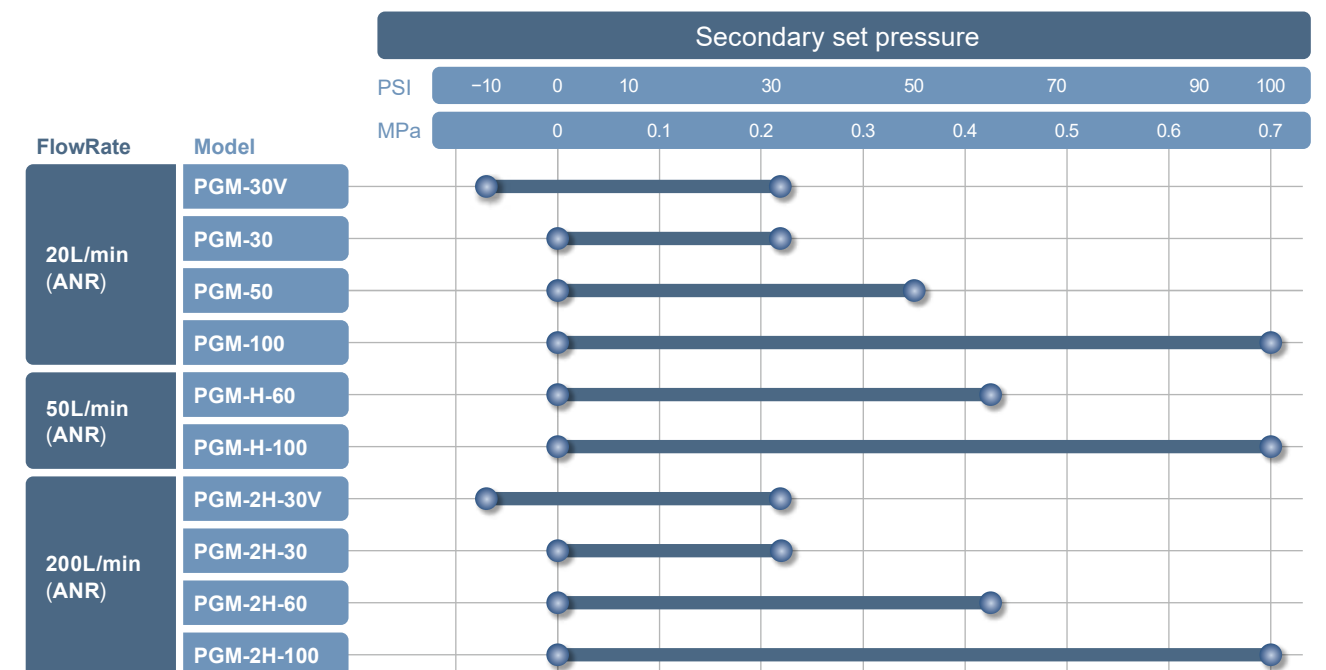 Secondary set pressure
PSI −10 0 10 30 50 70 90 100
MPa 0 0.1 0.2 0.3 0.4 0.5 0.6 0.7
FlowRate Model
20L/min
(ANR)
PGM-30V
PGM-30
PGM-50
PGM-100
50L/min
(ANR)
PGM-H-60
PGM-H-100
200L/min
(ANR)
PGM-2H-30V
PGM-2H-30
PGM-2H-60
PGM-2H-100